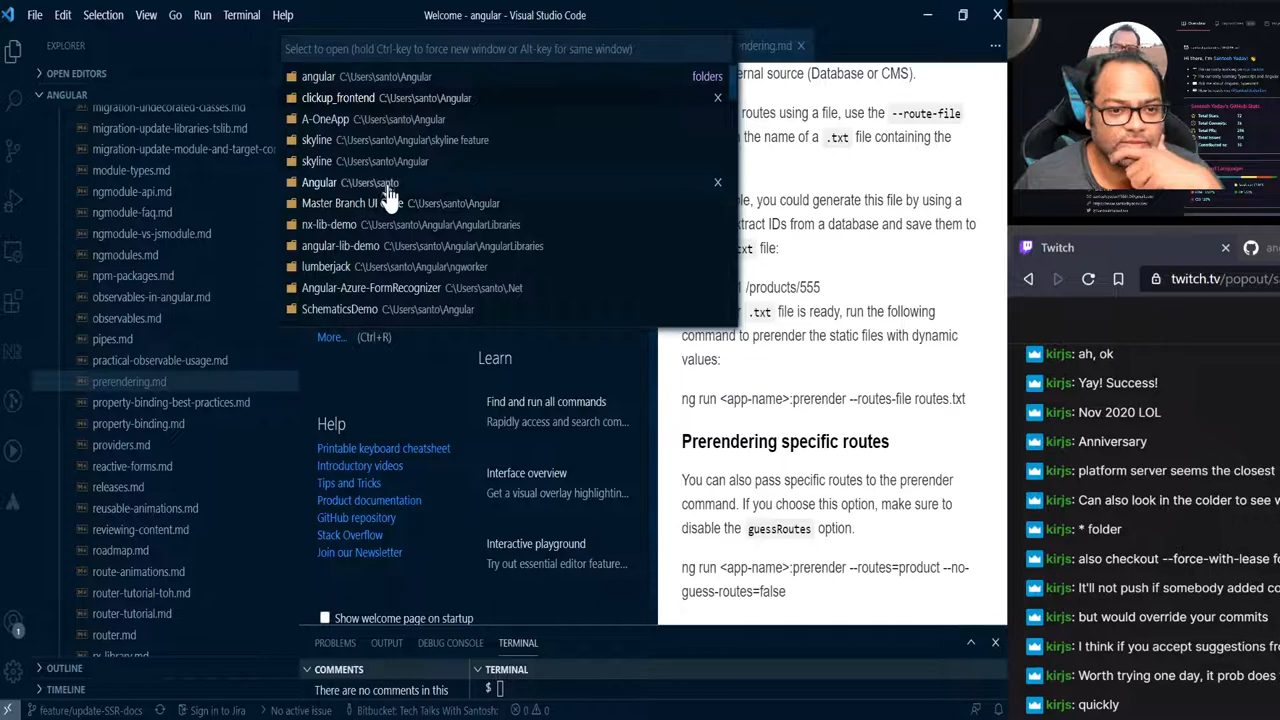 File Edit Selection View Go Run Terminal Help
Welcome - angular - Visual Studio Code
EXPLORER
OPEN EDITORS
ANGULAR
migration-undecorated-classes.md
migration-update-libraries-tslib.md
migration-update-module-and-target-co
module-types.md
ngmodule-api.md
ngmodule-faq.md
ngmodule-vs-jsmodule.md
ngmodules.md
npm-packages.md
observables-in-angular.md
observables.md
pipes.md
practical-observable-usage.md
prerendering.md
property-binding-best-practices.md
property-binding.md
providers.md
reactive-forms.md
releases.md
reusable-animations.md
reviewing-content.md
roadmap.md
route-animations.md
router-tutorial-toh.md
router-tutorial.md
router.md
OUTLINE
TIMELINE
Select to open (hold Ctrl-key to force new window or Alt-key for same window)
angular C:\Users\santo\Angular folders
clickup_frontend C:\Users\santo\Angular
A-OneApp C:\Users\santo\Angular
skyline C:\Users\santo\Angular\skyline feature
skyline C:\Users\santo\Angular
Angular C:\Users\santo
Master Branch UI C:\Users\santo\Angular
nx-lib-demo C:\Users\santo\Angular\AngularLibraries
angular-lib-demo C:\Users\santo\Angular\AngularLibraries
lumberjack C:\Users\santo\Angular\ngworker
Angular-Azure-FormRecognizer C:\Users\santo\.Net
SchematicsDemo C:\Users\santo\Angular
More... (Ctrl+R)
Help
Printable keyboard cheatsheet
Introductory videos
Tips and Tricks
Product documentation
GitHub repository
Stack Overflow
Join our Newsletter
Learn
Find and run all commands
Rapidly access and search com...
Interface overview
Get a visual overlay highlightin...
Interactive playground
Try out essential editor feature...
Show welcome page on startup
ndering.md
ernal source (Database or CMS).
routes using a file, use the --route-file
n the name of a .txt file containing the
ble, you could generate this file by using a
xtract IDs from a database and save them to
txt file:
/products/555
.txt file is ready, run the following
command to prerender the static files with dynamic
values:
ng run <app-name>:prerender --routes-file routes.txt
Prerendering specific routes
You can also pass specific routes to the prerender
command. If you choose this option, make sure to
disable the guessRoutes option.
ng run <app-name>:prerender --routes=product --no-
guess-routes=false
PROBLEMS OUTPUT DEBUG CONSOLE TERMINAL
COMMENTS
There are no comments in this
TERMINAL
$
feature/update-SSR-docs Sign in to Jira No active issue Bitbucket: Tech Talks With Santosh: 0 0
Twitch
twitch.tv/popout/s
kirjs: ah, ok
kirjs: Yay! Success!
kirjs: Nov 2020 LOL
kirjs: Anniversary
kirjs: platform server seems the closest
kirjs: Can also look in the colder to see w
kirjs: * folder
kirjs: also checkout --force-with-lease fo
kirjs: It'll not push if somebody added co
kirjs: but would override your commits
kirjs: I think if you accept suggestions fr
kirjs: Worth trying one day, it prob does
kirjs: quickly